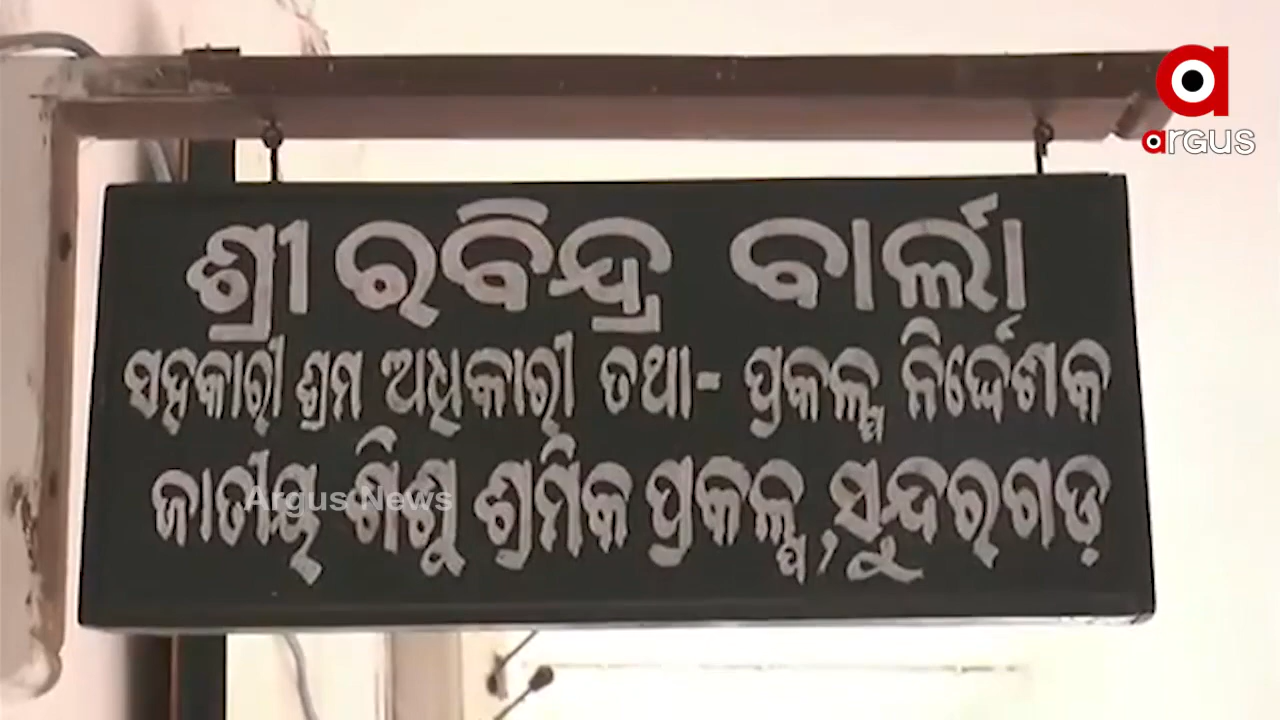 argus
ଶ୍ରୀ ରବିନ୍ଦ୍ର ବାର୍ଲା
ସହକାରୀ ଶ୍ରମ ଅଧିକାରୀ ତଥା- ପ୍ରକଳ୍ପ ନିର୍ଦ୍ଦେଶକ
ଜାତୀୟ ଶିଶୁ ଶ୍ରମିକ ପ୍ରକଳ୍ପ, ସୁନ୍ଦରଗଡ଼
Argus News